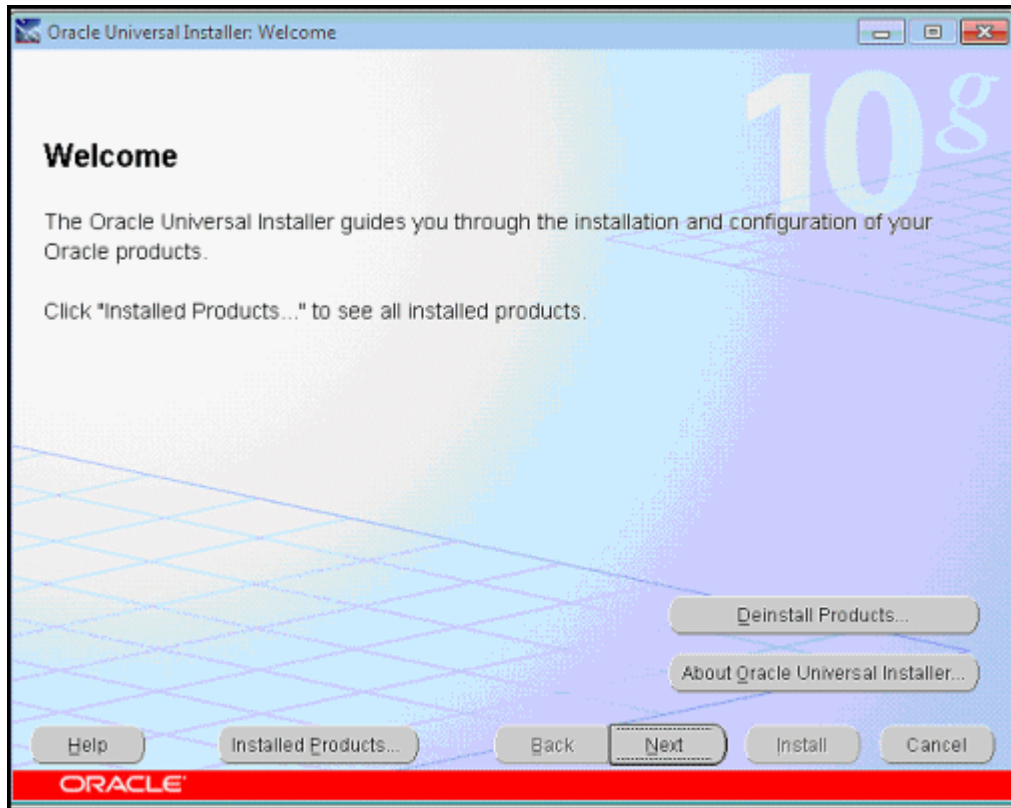 Oracle Universal Installer: Welcome
10g
Welcome
The Oracle Universal Installer guides you through the installation and configuration of your
Oracle products.
Click "Installed Products..." to see all installed products.
Deinstall Products...
About Oracle Universal Installer...
Help
Installed Products...
Back
Next
Install
Cancel
ORACLE